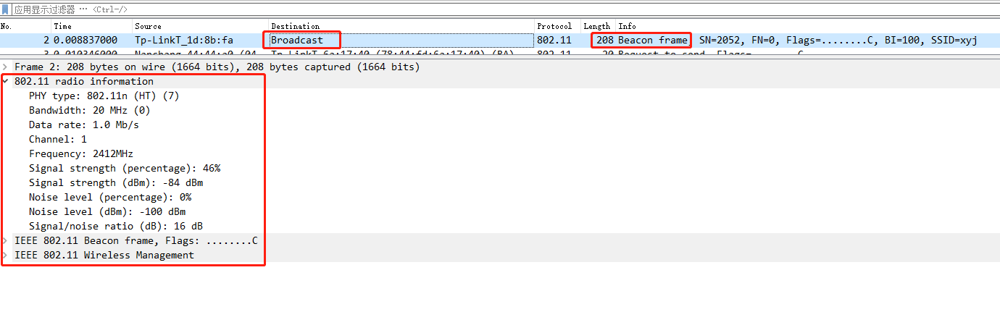 应用显示过滤器 … <Ctrl-/>
No. Time Source Destination Protocol Length Info
2 0.008837000 Tp-LinkT_1d:8b:fa Broadcast 802.11 208 Beacon frame, SN=2052, FN=0, Flags=........C, BI=100, SSID=xyj
3 0.010346000 Nanchang_44:44:a0 (04 Tp-LinkT_6a:17:40 (78:44:fd:6a:17:40) (RA) 802.11 20 Request-to-send, Flags=........C
Frame 2: 208 bytes on wire (1664 bits), 208 bytes captured (1664 bits)
802.11 radio information
PHY type: 802.11n (HT) (7)
Bandwidth: 20 MHz (0)
Data rate: 1.0 Mb/s
Channel: 1
Frequency: 2412MHz
Signal strength (percentage): 46%
Signal strength (dBm): -84 dBm
Noise level (percentage): 0%
Noise level (dBm): -100 dBm
Signal/noise ratio (dB): 16 dB
IEEE 802.11 Beacon frame, Flags: ........C
IEEE 802.11 Wireless Management